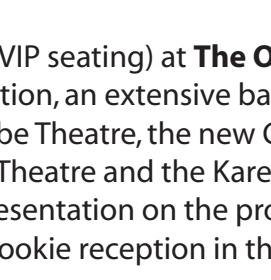 VIP seating) at The O
tion, an extensive ba
be Theatre, the new
Theatre and the Kare
esentation on the pro
ookie reception in th